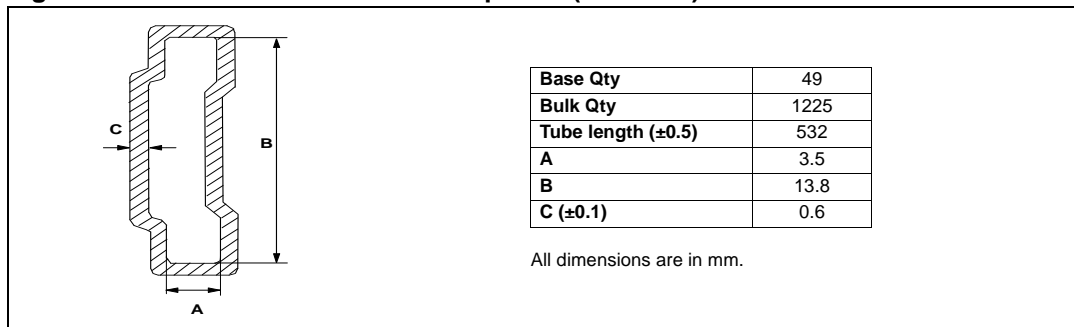 C
B
A
Base Qty 49
Bulk Qty 1225
Tube length (±0.5) 532
A 3.5
B 13.8
C (±0.1) 0.6
All dimensions are in mm.